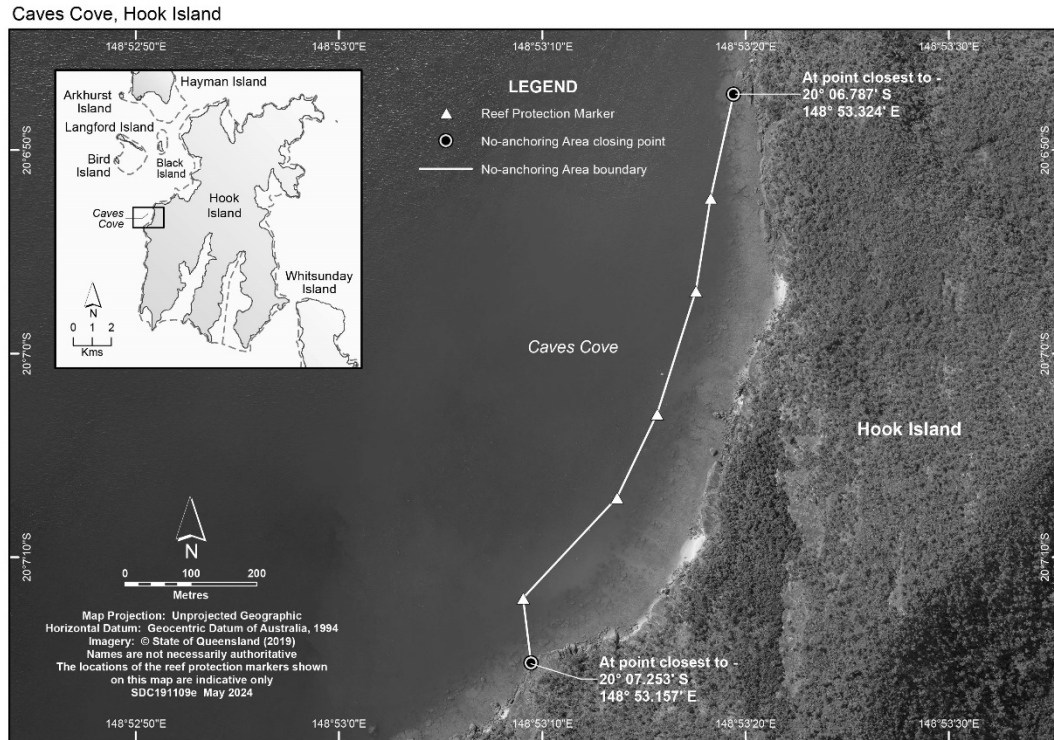 Caves Cove, Hook Island
148°52'50"E
148°53'0"E
148°53'10"E
148°53'20"E
148°53'30"E
Hayman Island
Arkhurst
Island
Langford Island
Bird
Island
Black
Island
Hook
Island
Caves
Cove
Whitsunday
Island
N
0 1 2
Kms
LEGEND
Reef Protection Marker
No-anchoring Area closing point
No-anchoring Area boundary
At point closest to -
20° 06.787' S
148° 53.324' E
20°6'50"S
20°6'50"S
Caves Cove
20°7'0"S
20°7'0"S
Hook Island
20°7'10"S
20°7'10"S
N
0 100 200
Metres
Map Projection: Unprojected Geographic
Horizontal Datum: Geocentric Datum of Australia, 1994
Imagery: © State of Queensland (2019)
Names are not necessarily authoritative
The locations of the reef protection markers shown
on this map are indicative only
SDC191109e May 2024
At point closest to -
20° 07.253' S
148° 53.157' E
148°52'50"E
148°53'0"E
148°53'10"E
148°53'20"E
148°53'30"E